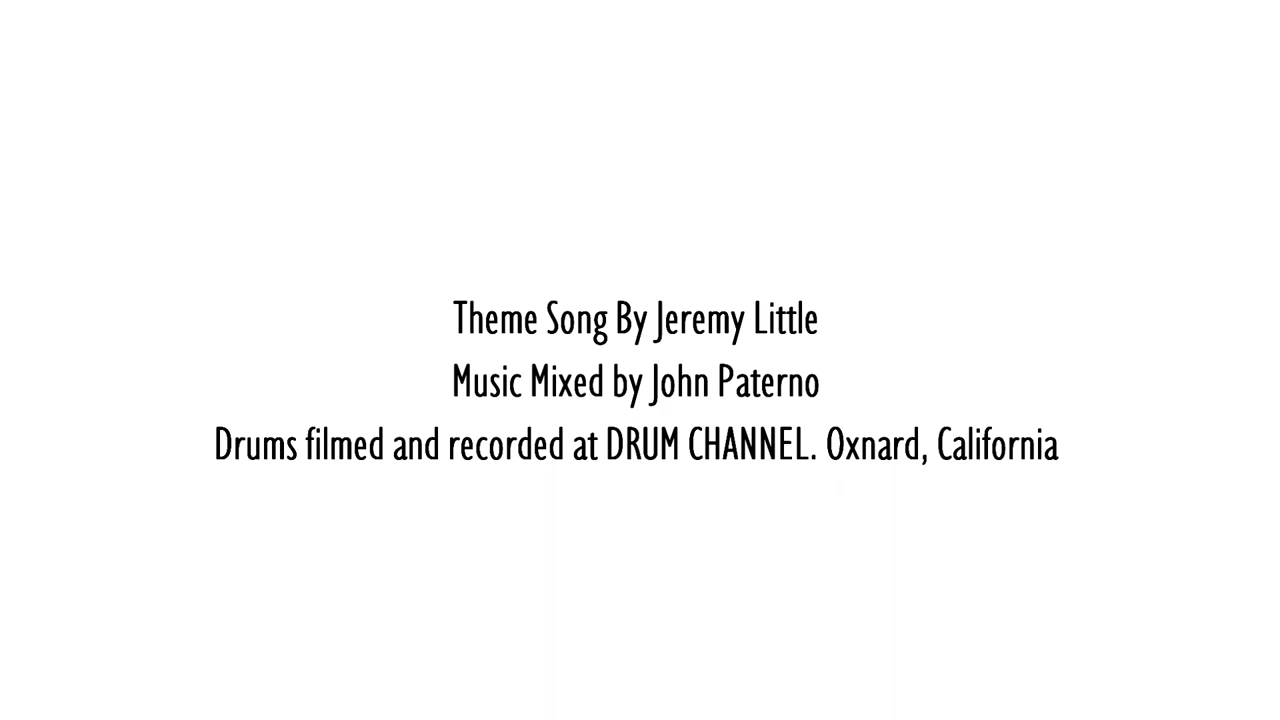 Theme Song By Jeremy Little
Music Mixed by John Paterno
Drums filmed and recorded at DRUM CHANNEL. Oxnard, California